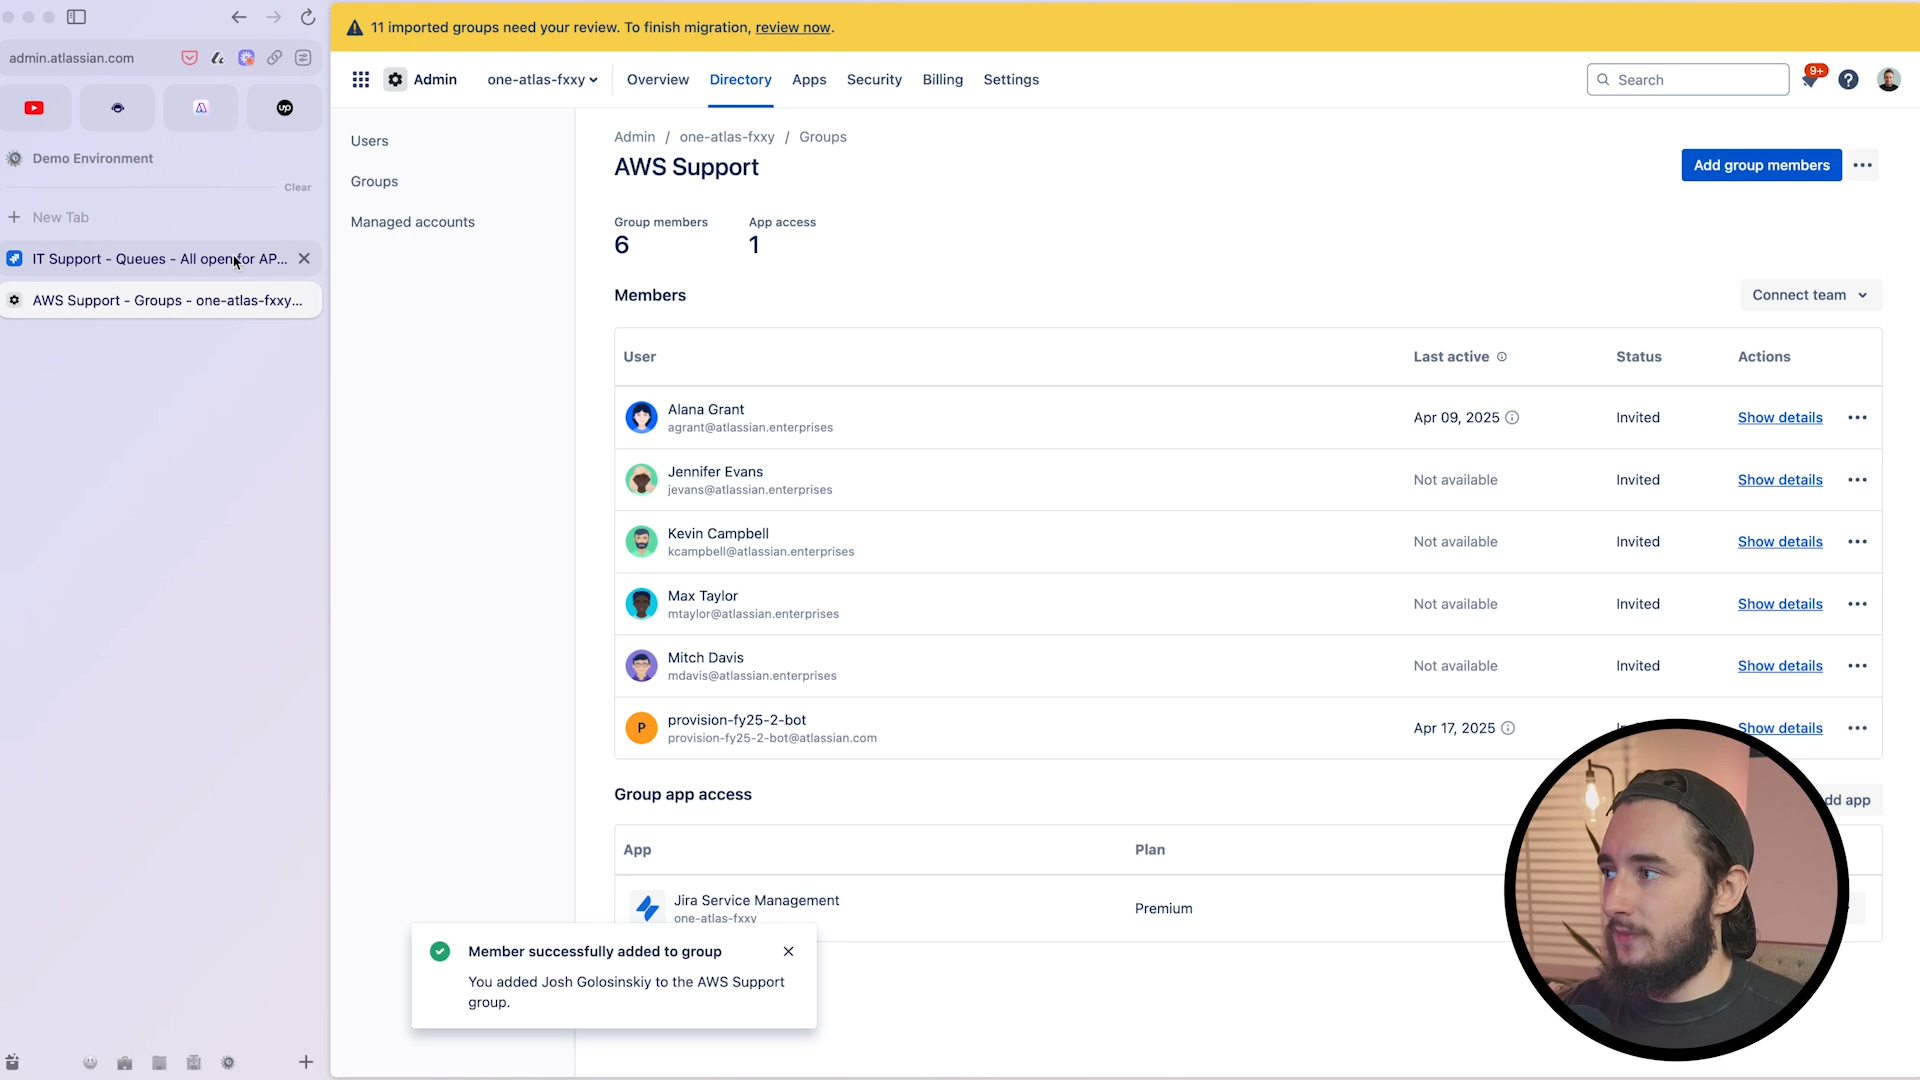 11 imported groups need your review. To finish migration, review now.
admin.atlassian.com
Admin
one-atlas-fxxy
Overview
Directory
Apps
Security
Billing
Settings
Search
9+
up
Demo Environment
Clear
New Tab
IT Support - Queues - All open for AP...
AWS Support - Groups - one-atlas-fxxy...
Users
Groups
Managed accounts
Admin / one-atlas-fxxy / Groups
AWS Support
Add group members
Group members
6
App access
1
Members
Connect team
User
Last active
Status
Actions
Alana Grant
agrant@atlassian.enterprises
Apr 09, 2025
Invited
Show details
Jennifer Evans
jevans@atlassian.enterprises
Not available
Invited
Show details
Kevin Campbell
kcampbell@atlassian.enterprises
Not available
Invited
Show details
Max Taylor
mtaylor@atlassian.enterprises
Not available
Invited
Show details
Mitch Davis
mdavis@atlassian.enterprises
Not available
Invited
Show details
P
provision-fy25-2-bot
provision-fy25-2-bot@atlassian.com
Apr 17, 2025
Show details
Group app access
app
App
Plan
Jira Service Management
one-atlas-fxxy
Premium
Member successfully added to group
You added Josh Golosinskiy to the AWS Support
group.